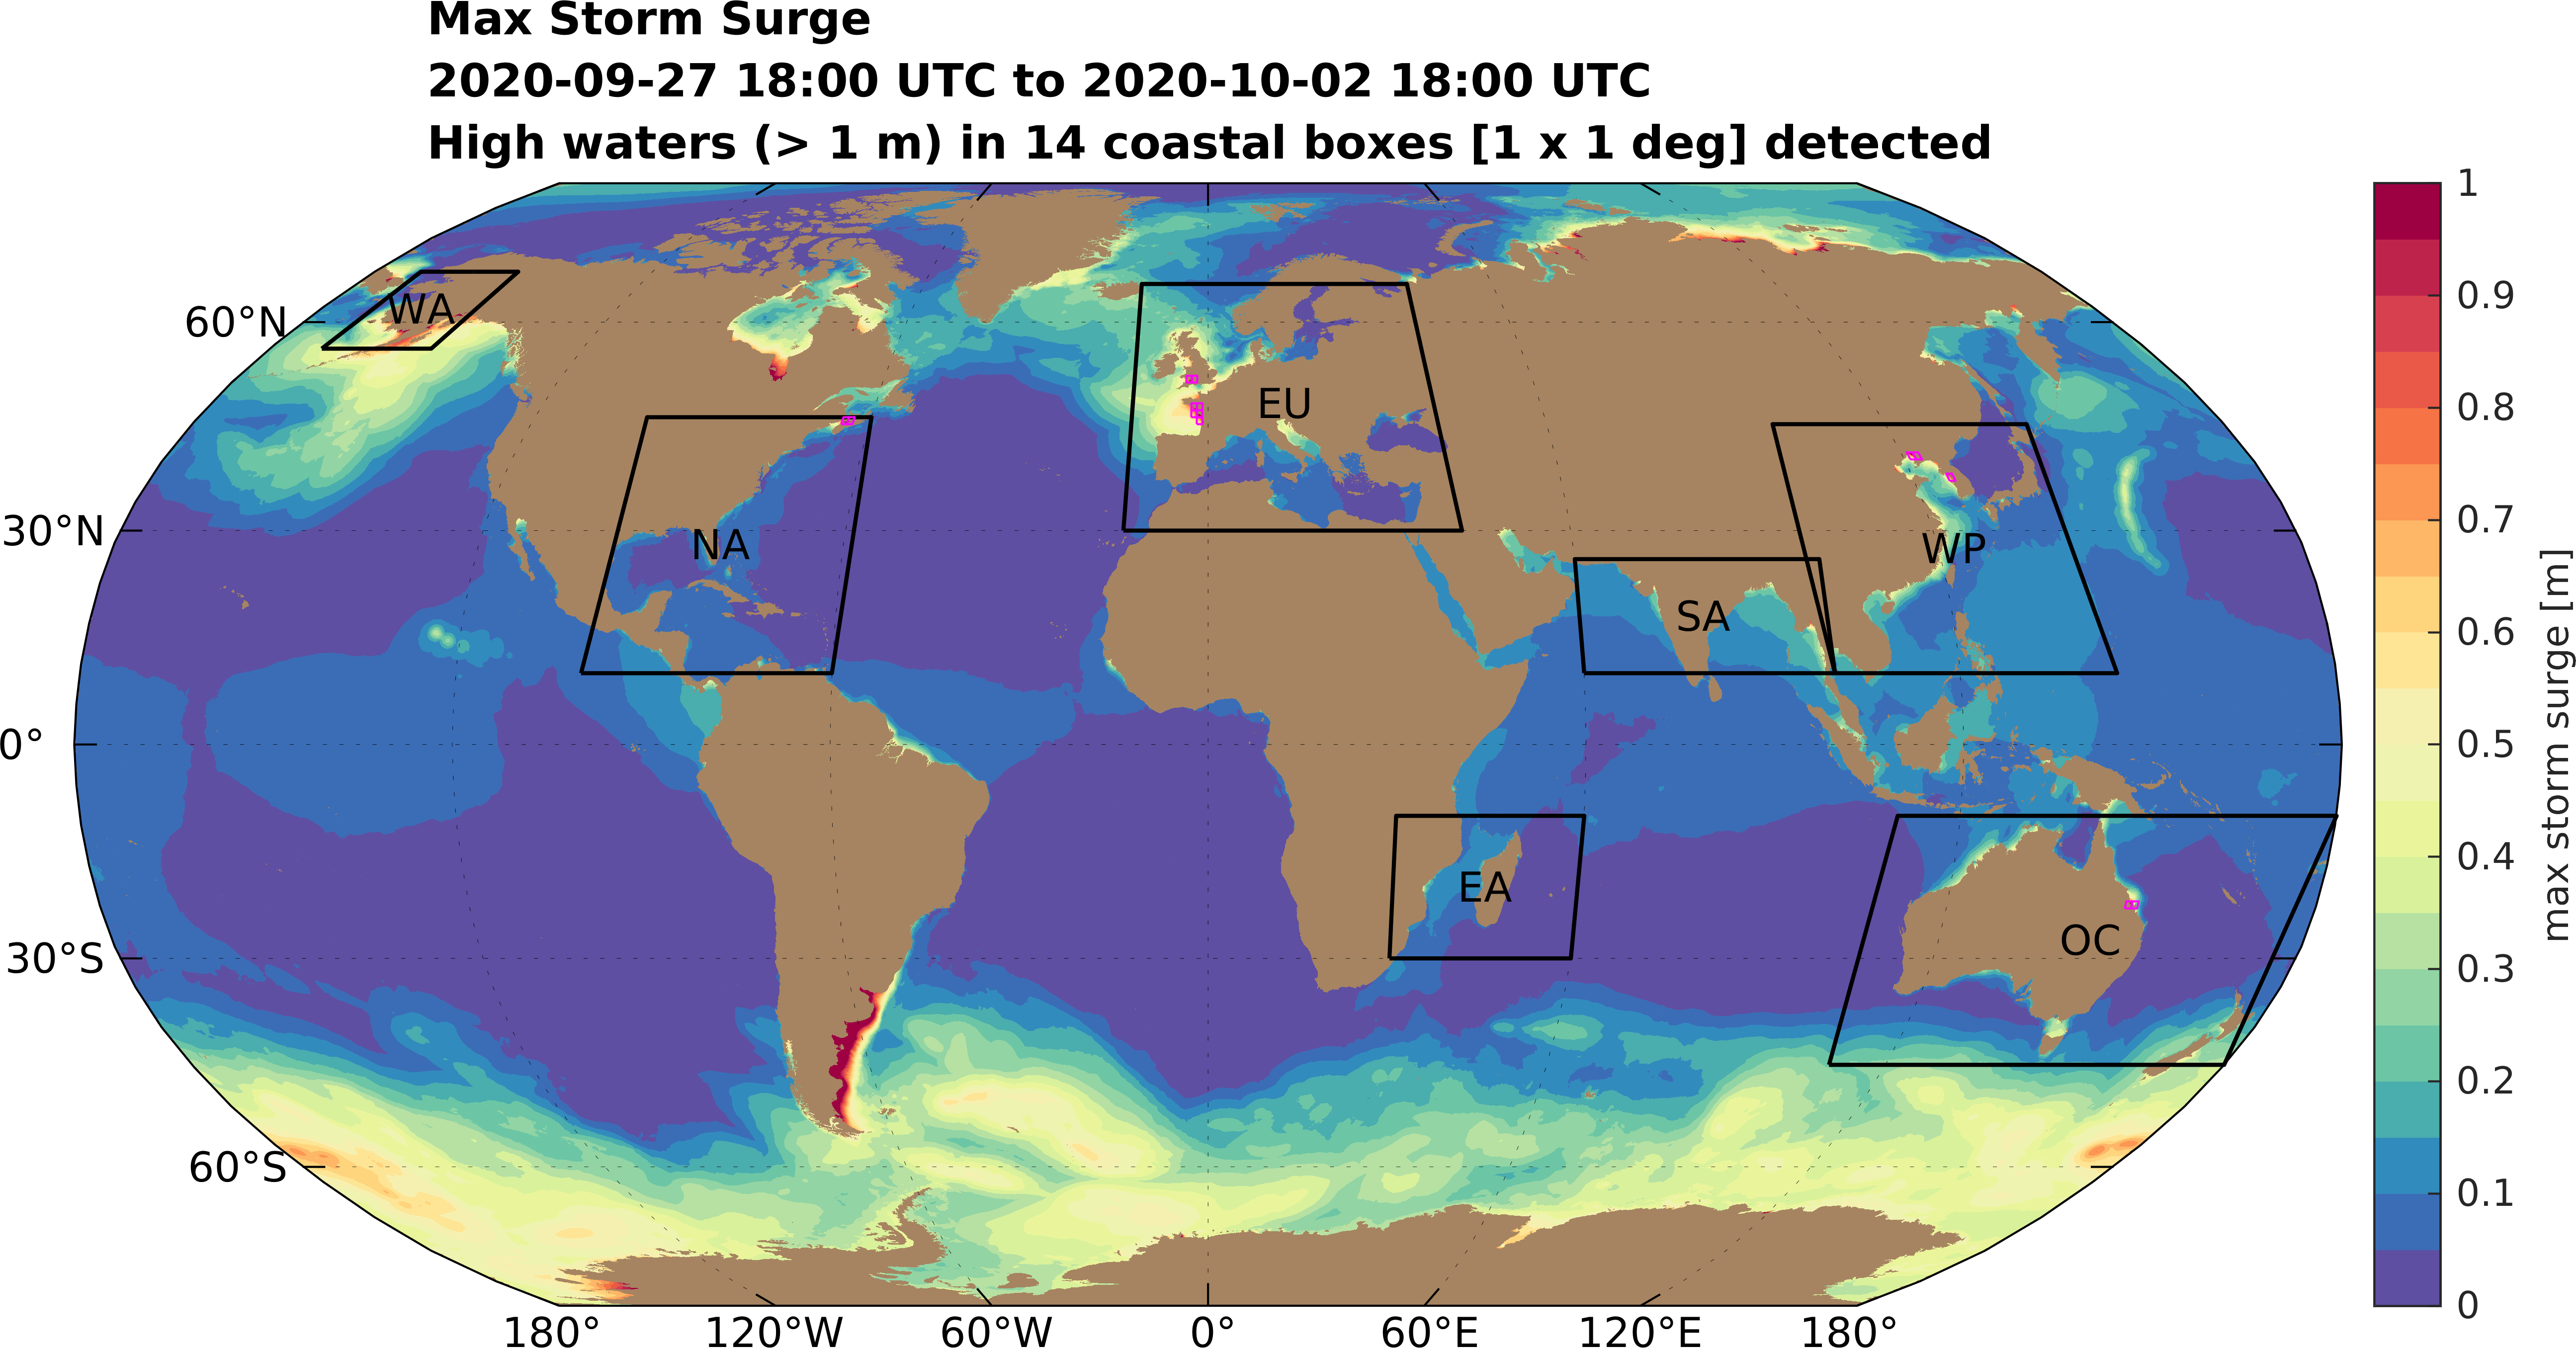 Max Storm Surge
2020-09-27 18:00 UTC to 2020-10-02 18:00 UTC
High waters (> 1 m) in 14 coastal boxes [1 x 1 deg] detected
60°N
30°N
0°
30°S
60°S
180°
120°W
60°W
0°
60°E
120°E
180°
WA
NA
EU
SA
WP
EA
OC
1
0.9
0.8
0.7
0.6
0.5
0.4
0.3
0.2
0.1
0
max storm surge [m]